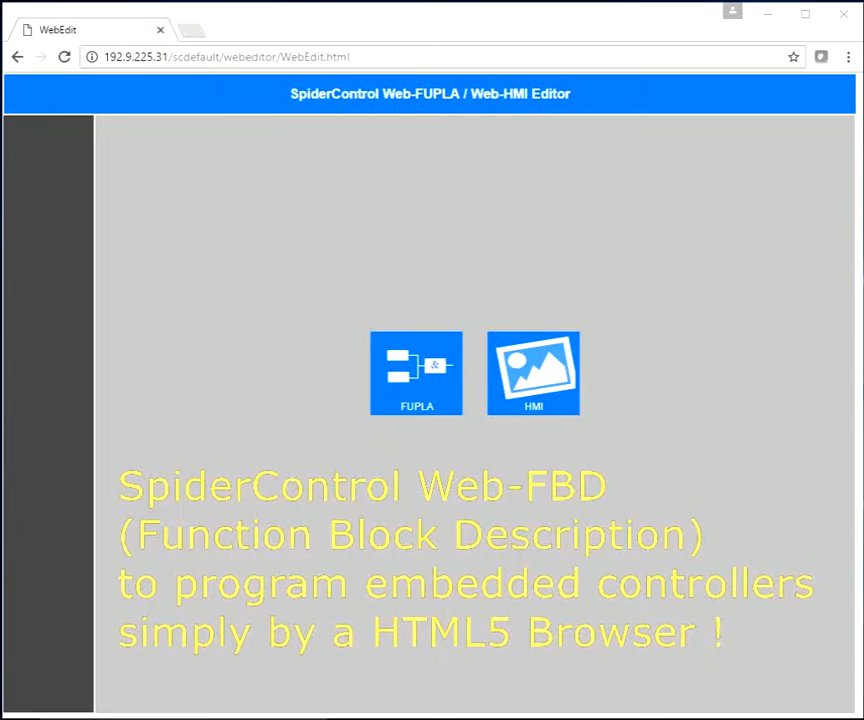 WebEdit
192.9.225.31/scdefault/webeditor/WebEdit.html
SpiderControl Web-FUPLA / Web-HMI Editor
&
FUPLA
HMI
SpiderControl Web-FBD
(Function Block Description)
to program embedded controllers
simply by a HTML5 Browser !